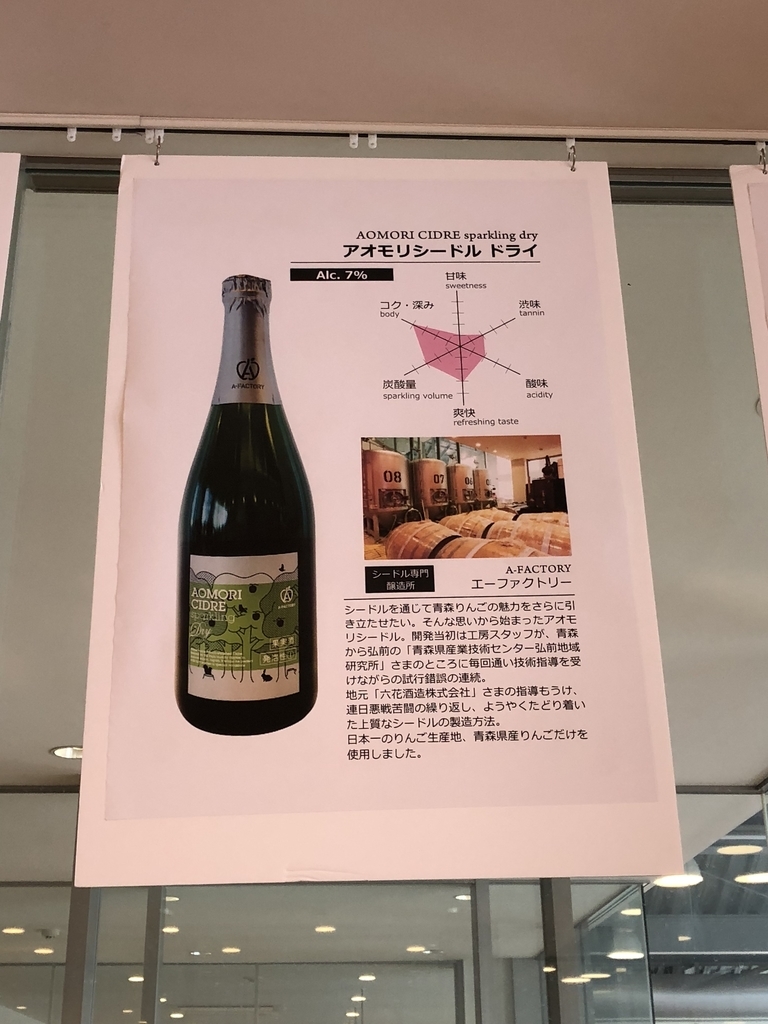 AOMORI CIDRE sparkling dry
アオモリシードル ドライ
Alc. 7%
甘味
sweetness
コク・深み
body
渋味
tannin
炭酸量
sparkling volume
酸味
acidity
爽快
refreshing taste
A-FACTORY
08
07
AOMORI
CIDRE
sparkling
Dry
A-FACTORY
果実酒
シードル専門
醸造所
A-FACTORY
エーファクトリー
シードルを通じて青森りんごの魅力をさらに引
き立たせたい。そんな思いから始まったアオモ
リシードル。開発当初は工房スタッフが、青森
から弘前の「青森県産業技術センター弘前地域
研究所」さまのところに毎回通い技術指導を受
けながらの試行錯誤の連続。
地元「六花酒造株式会社」さまの指導もうけ、
連日悪戦苦闘の繰り返し、ようやくたどり着い
た上質なシードルの製造方法。
日本一のりんご生産地、青森県産りんごだけを
使用しました。